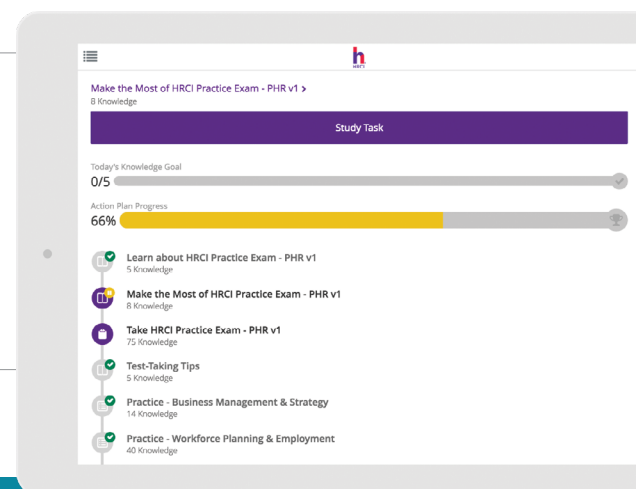 h
HRCI
Make the Most of HRCI Practice Exam - PHR v1 >
8 Knowledge
Study Task
Today's Knowledge Goal
0/5
Action Plan Progress
66%
Learn about HRCI Practice Exam - PHR v1
5 Knowledge
Make the Most of HRCI Practice Exam - PHR v1
8 Knowledge
Take HRCI Practice Exam - PHR v1
75 Knowledge
Test-Taking Tips
5 Knowledge
Practice - Business Management & Strategy
14 Knowledge
Practice - Workforce Planning & Employment
40 Knowledge